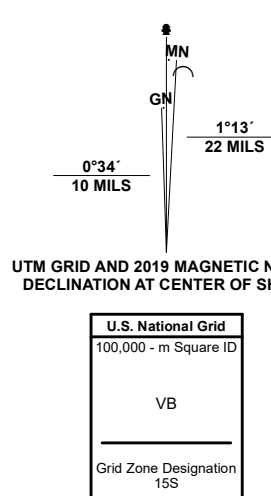 MN
GN
1°13´
22 MILS
0°34´
10 MILS
UTM GRID AND 2019 MAGNETIC
DECLINATION AT CENTER OF
U.S. National Grid
100,000 - m Square ID
VB
Grid Zone Designation
15S